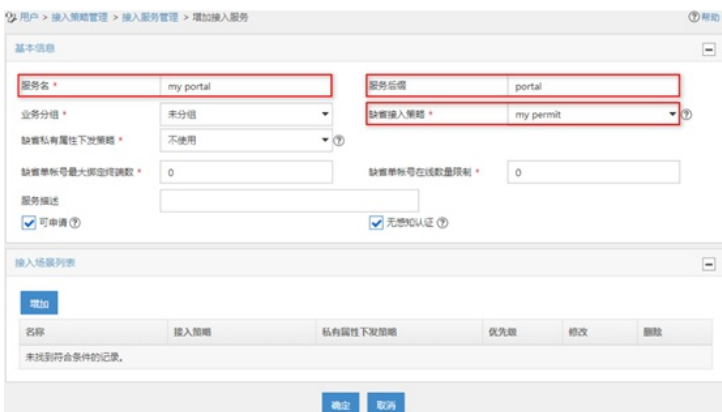 用户 > 接入策略管理 > 接入服务管理 > 增加接入服务 帮助
基本信息
服务名 * my portal 服务后缀 portal
业务分组 * 未分组 缺省接入策略 * my permit
缺省私有属性下发策略 * 不使用
缺省单帐号最大绑定终端数 * 0 缺省单帐号在线数量限制 * 0
服务描述
可申请 无感知认证
接入场景列表
增加
名称 接入策略 私有属性下发策略 优先级 修改 删除
未找到符合条件的记录。
确定 取消